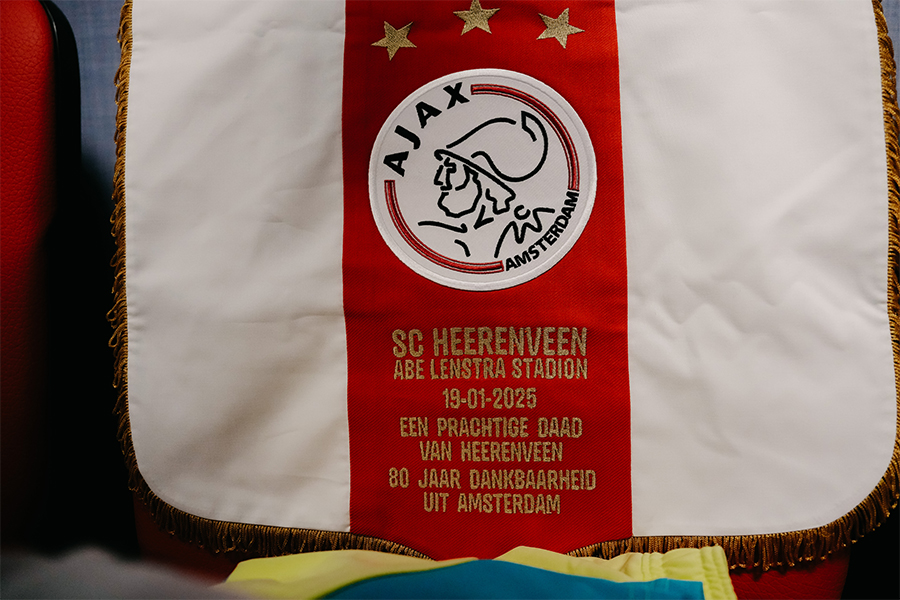 AJAX
AMSTERDAM
SC HEERENVEEN
ABE LENSTRA STADION
19-01-2025
EEN PRACHTIGE DAAD
VAN HEERENVEEN
80 JAAR DANKBAARHEID
UIT AMSTERDAM